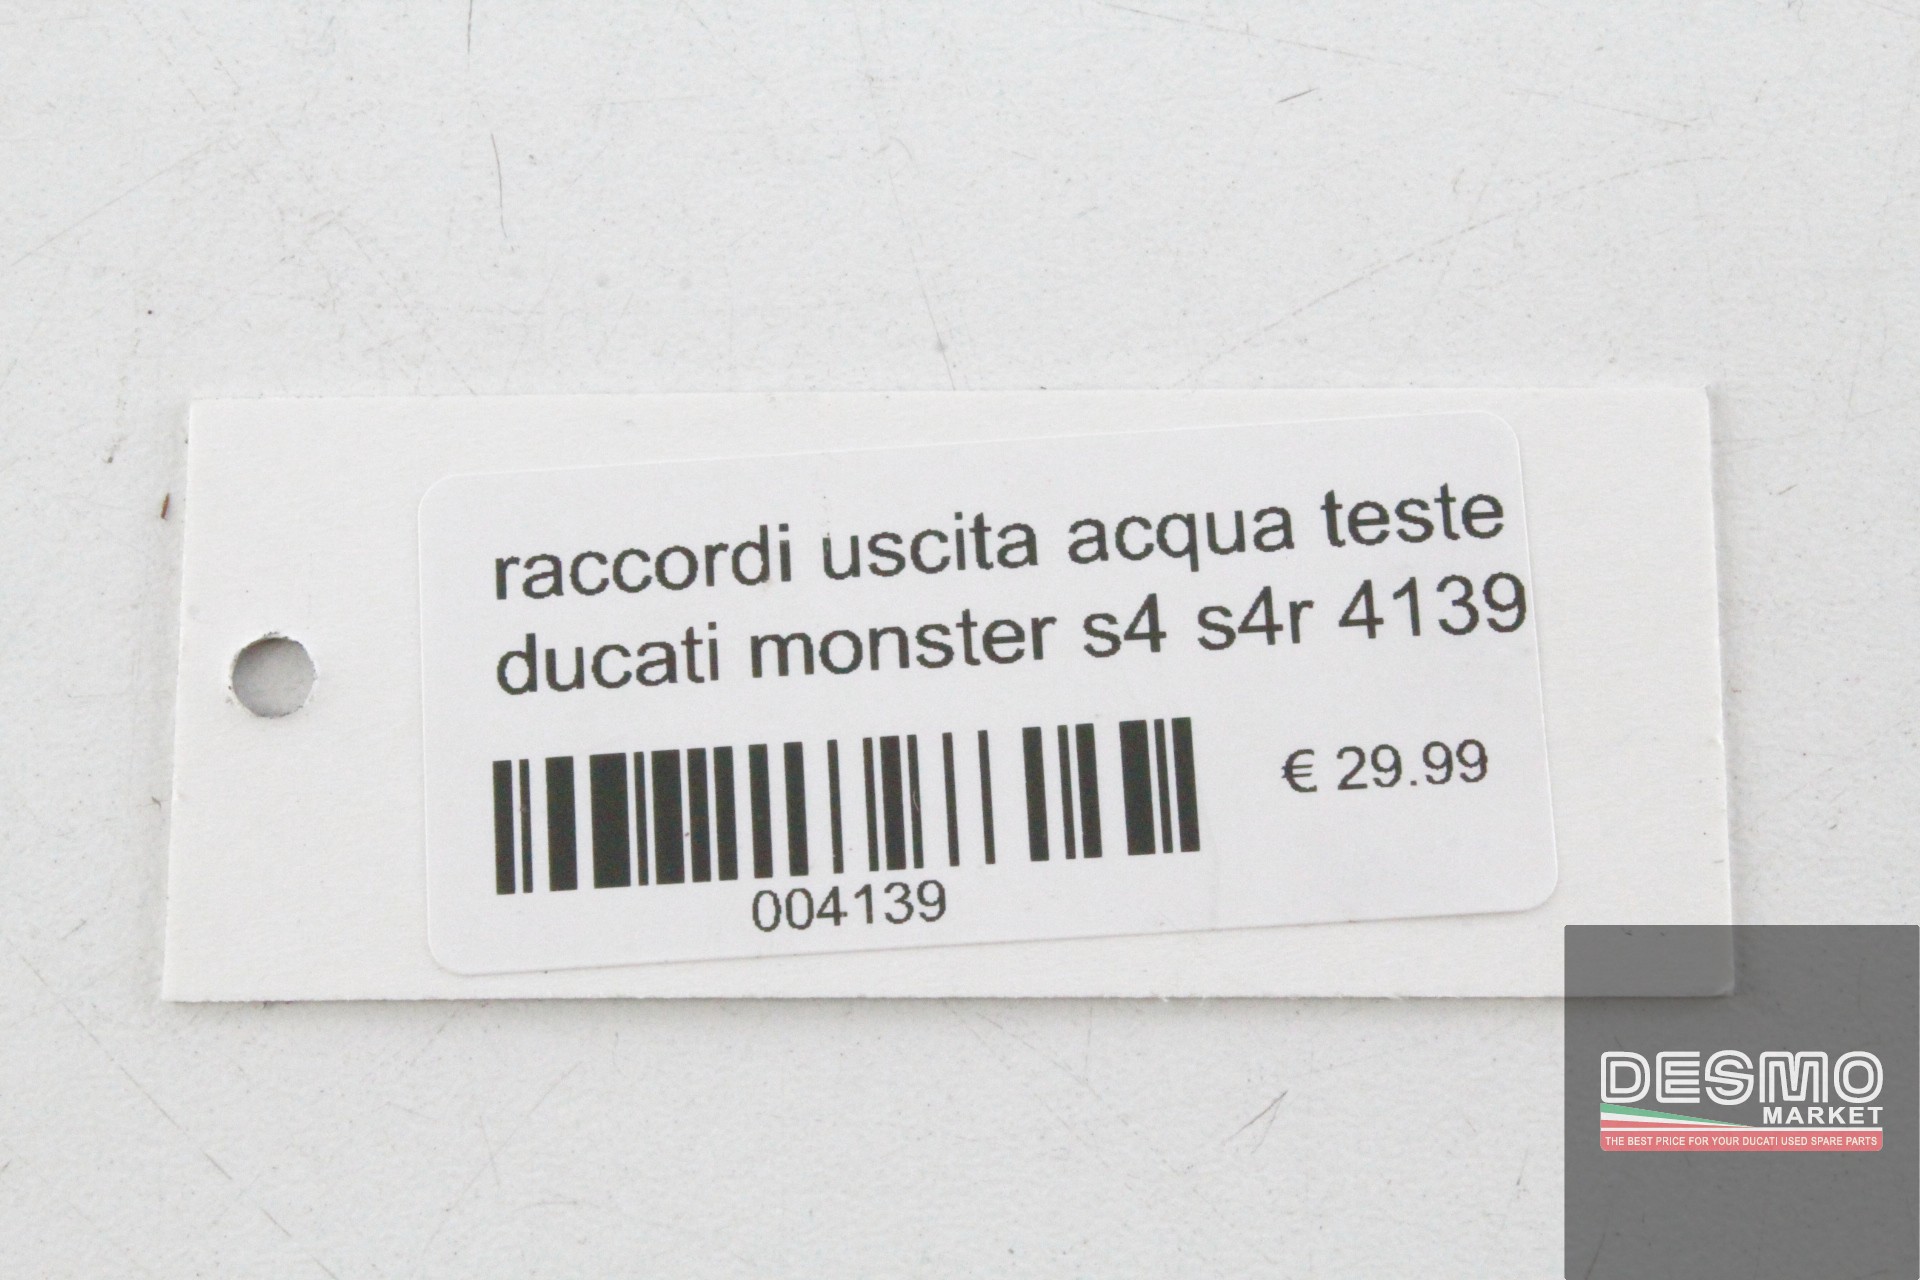 raccordi uscita acqua teste
ducati monster s4 s4r 4139
€ 29.99
004139
DESMO
MARKET
THE BEST PRICE FOR YOUR DUCATI USED SPARE PARTS